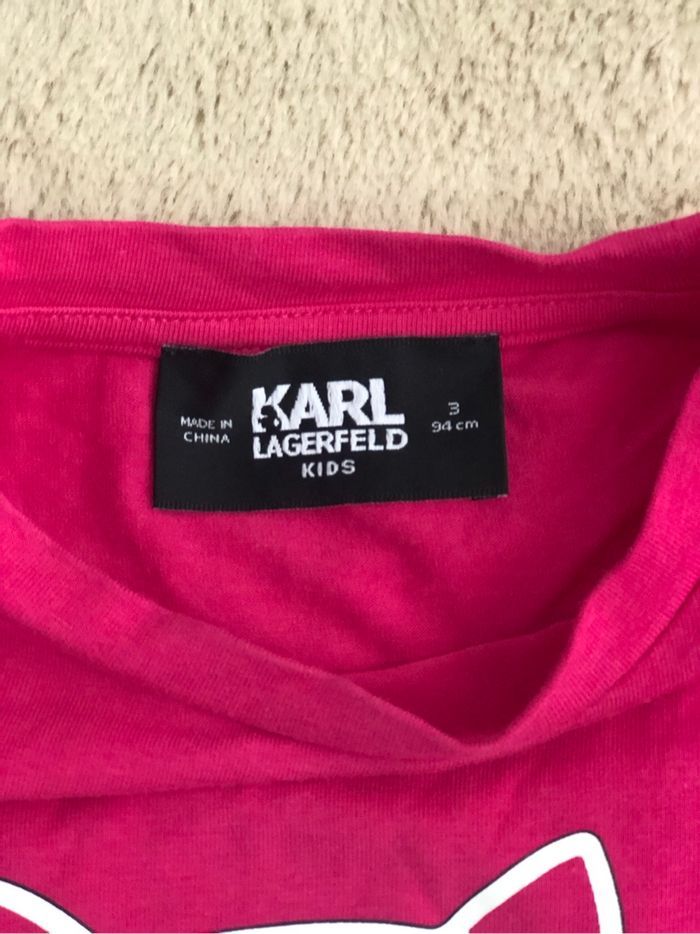 MADE IN
CHINA
KARL
LAGERFELD
KIDS
3
94 cm